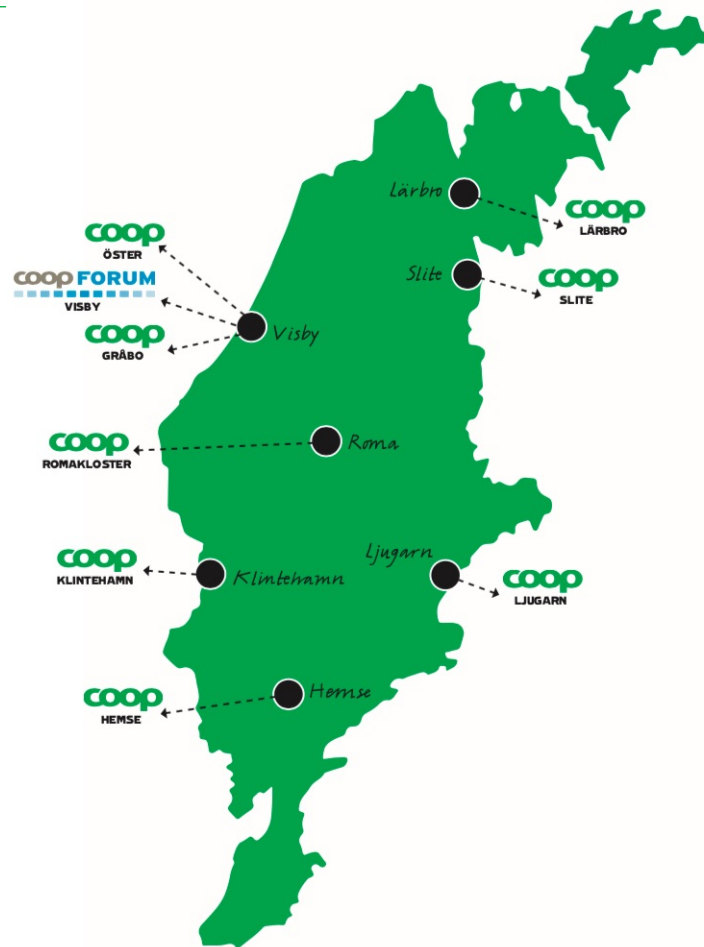 Lärbro
coop
LÄRBRO
coop
ÖSTER
Slite
coop
SLITE
coop FORUM
VISBY
coop
GRÅBO
Visby
coop
ROMAKLOSTER
Roma
coop
KLINTEHAMN
Klintehamn
Ljugarn
coop
LJUGARN
coop
HEMSE
Hemse